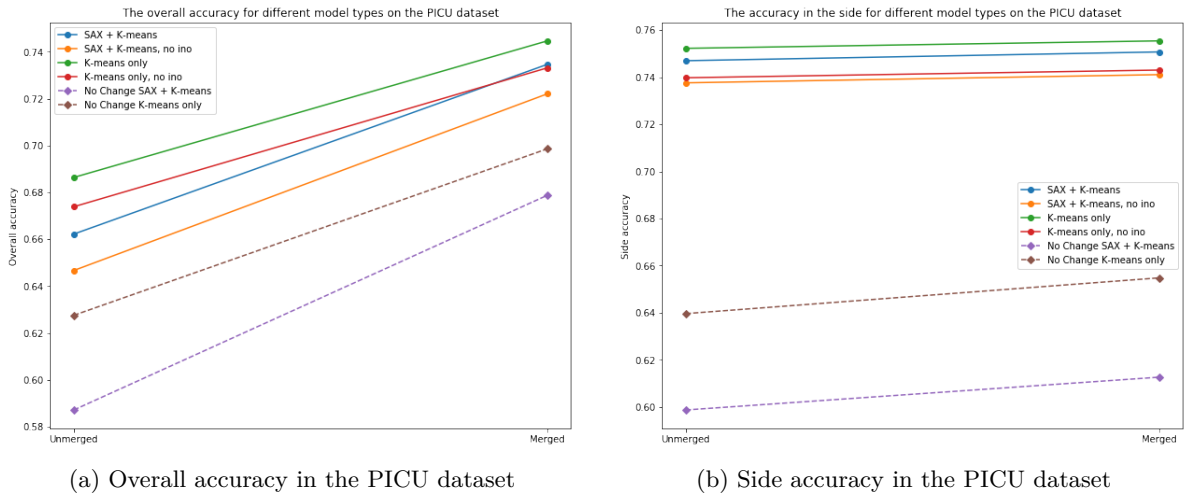 The overall accuracy for different model types on the PICU dataset
SAX + K-means
SAX + K-means, no ino
K-means only
K-means only, no ino
No Change SAX + K-means
No Change K-means only
Overall accuracy
0.74
0.72
0.70
0.68
0.66
0.64
0.62
0.60
0.58
Unmerged
Merged
(a) Overall accuracy in the PICU dataset
The accuracy in the side for different model types on the PICU dataset
Side accuracy
0.76
0.74
0.72
0.70
0.68
0.66
0.64
0.62
0.60
SAX + K-means
SAX + K-means, no ino
K-means only
K-means only, no ino
No Change SAX + K-means
No Change K-means only
Unmerged
Merged
(b) Side accuracy in the PICU dataset